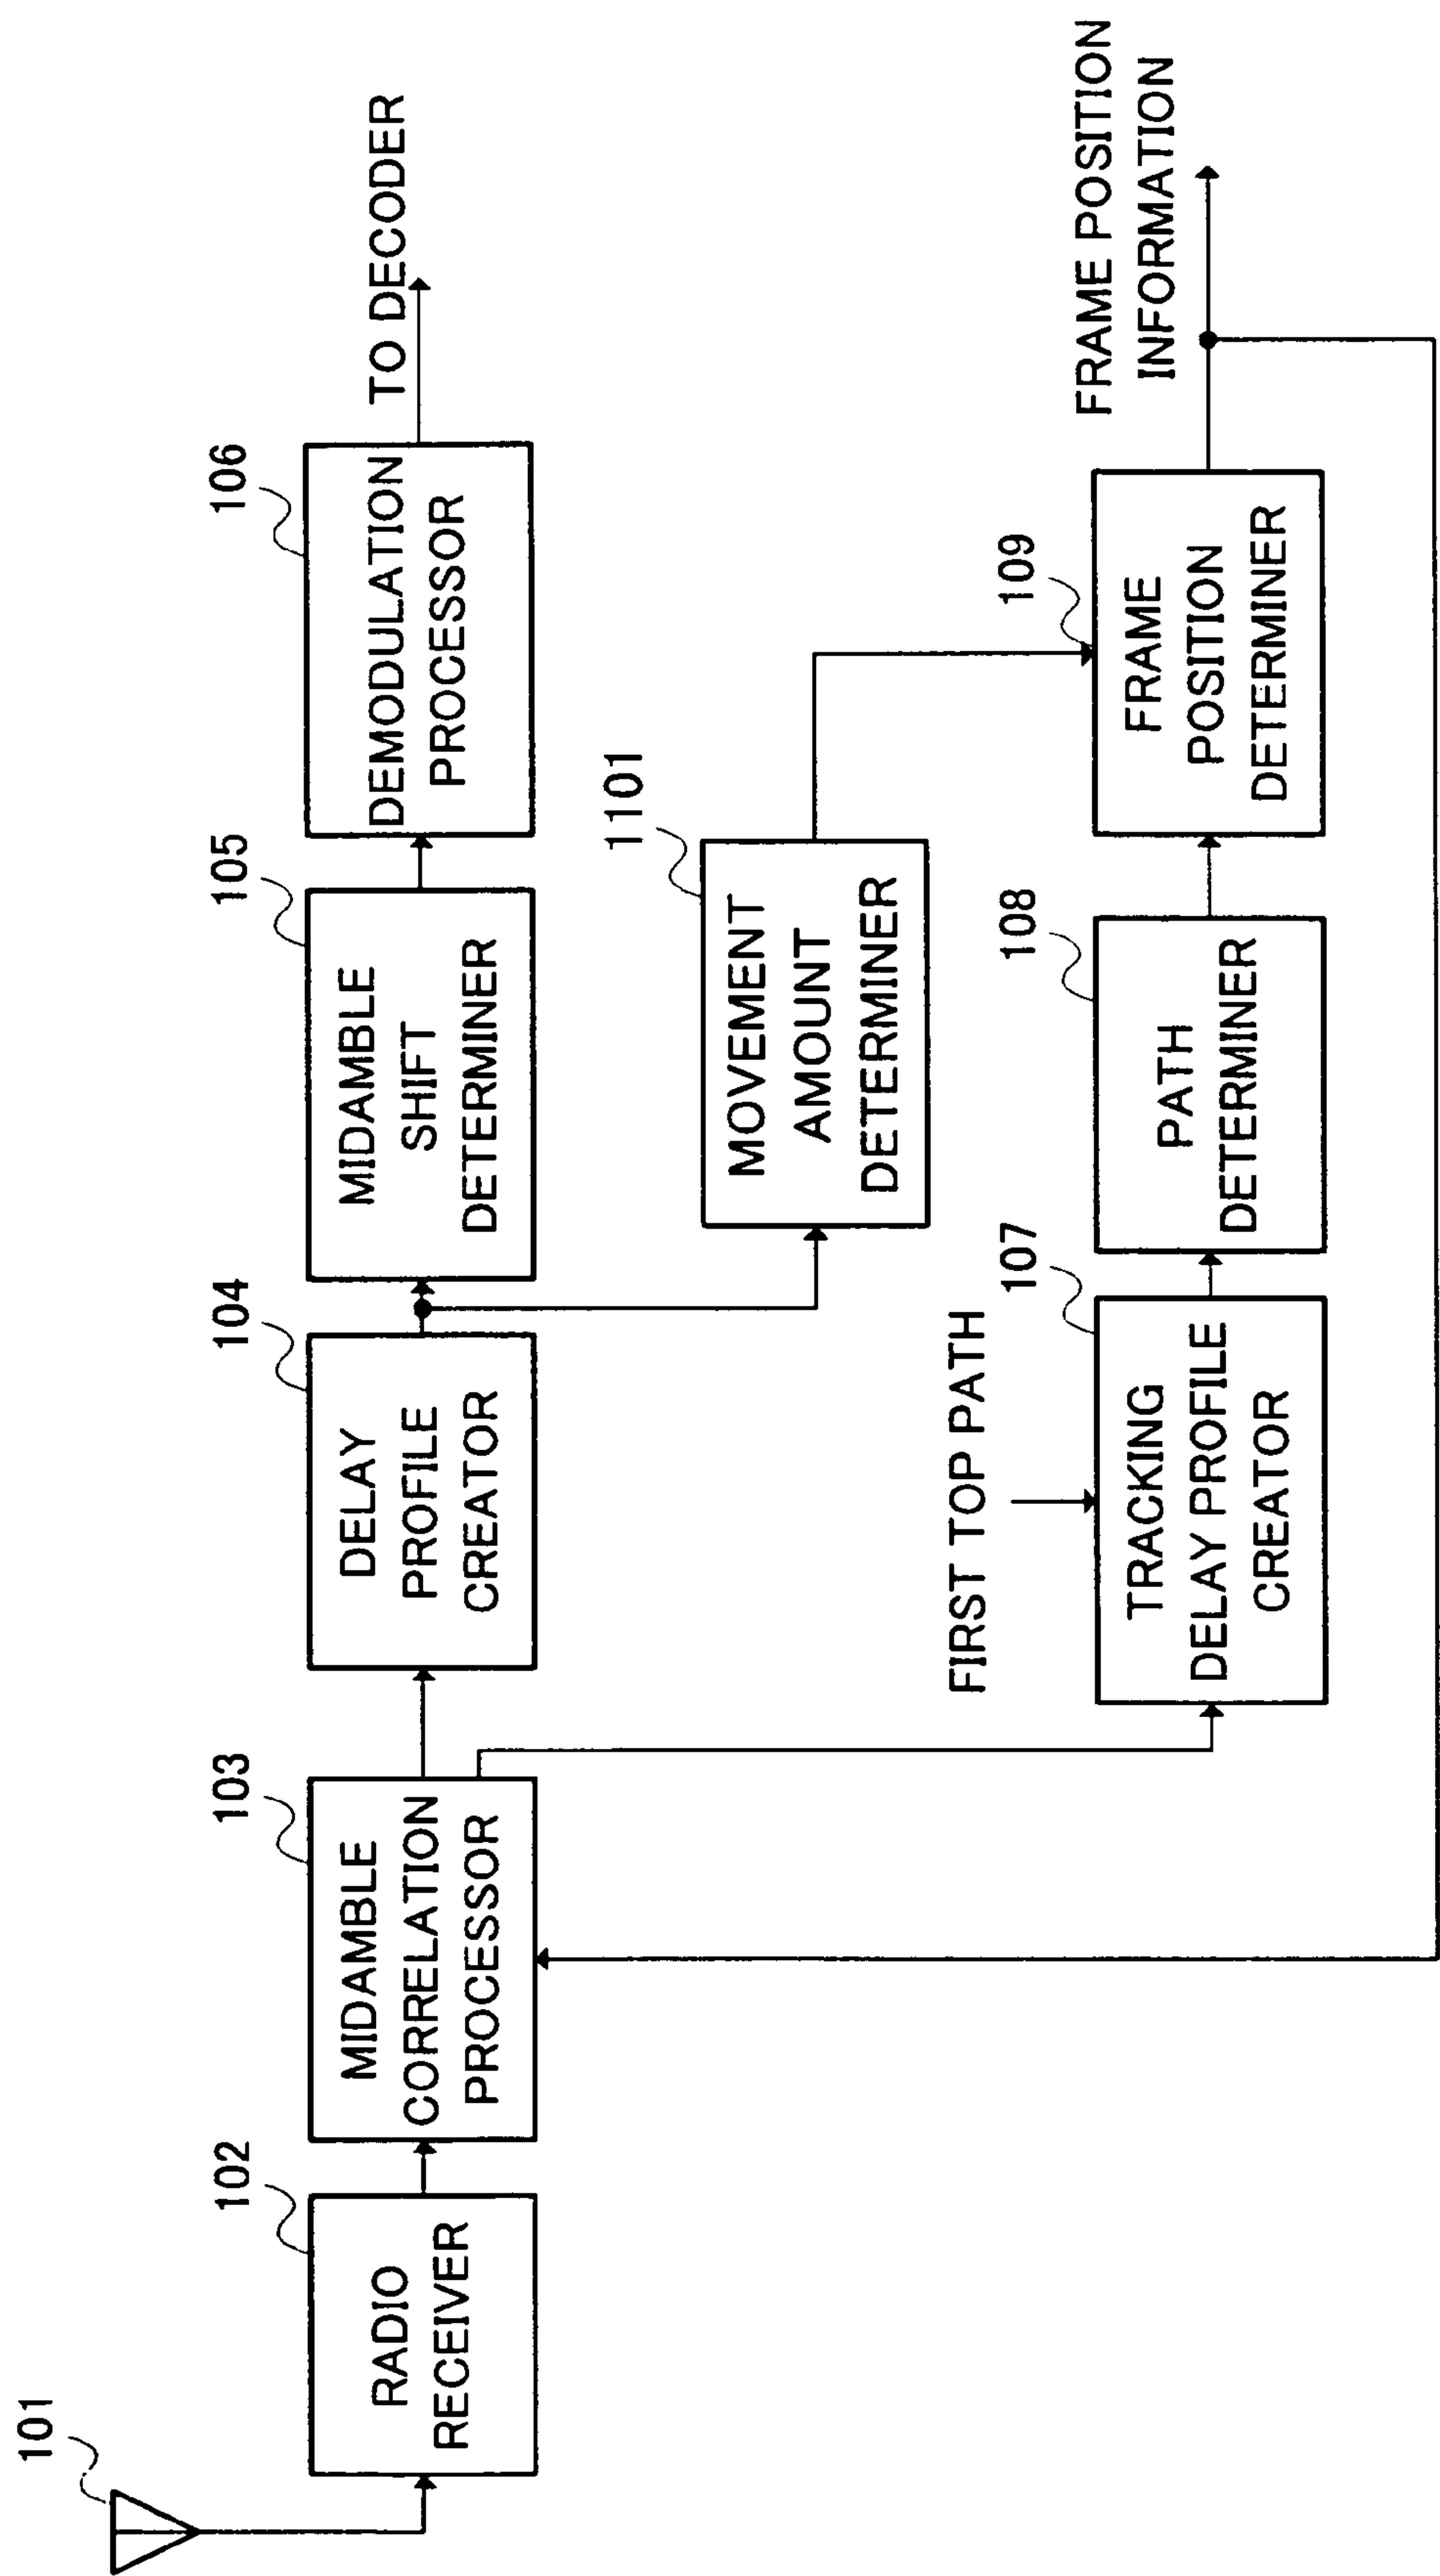 101
102
RADIO
RECEIVER
103
MIDAMBLE
CORRELATION
PROCESSOR
104
DELAY
PROFILE
CREATOR
105
MIDAMBLE
SHIFT
DETERMINER
106
DEMODULATION
PROCESSOR
TO DECODER
1101
MOVEMENT
AMOUNT
DETERMINER
FIRST TOP PATH
107
TRACKING
DELAY PROFILE
CREATOR
108
PATH
DETERMINER
109
FRAME
POSITION
DETERMINER
FRAME POSITION
INFORMATION